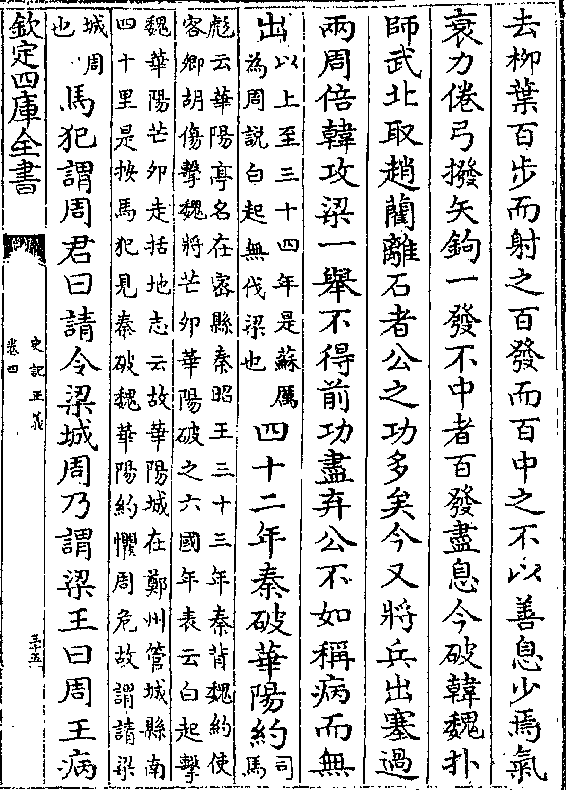 去柳葉百步而射之百發而百中之不以善息少焉氣
衰力倦弓撥矢鉤一發不中者百發盡息今破韓魏扑
師武北取趙藺離石者公之功多矣今又將兵出塞過
兩周倍韓攻梁一舉不得前功盡弃公不如稱病而無
出以上至三十四年是蘇厲為周説白起無伐梁也四十二年秦破華陽約司馬
彪云華陽亭名在密縣秦昭王三十三年秦背魏約使
客卿胡傷擊魏將芒卯華陽破之六國年表云白起擊
魏華陽芒卯走括地志云故華陽城在鄭州管城縣南
四十里是按馬犯見秦破魏華陽約懼周危故謂請梁
城周也馬犯謂周君曰請令梁城周乃謂梁王曰周王病
欽定四庫全書
史記正義
卷四
三十五